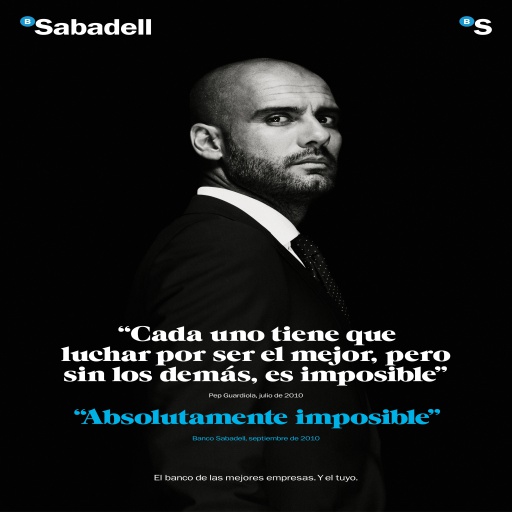 B Sabadell
B S
“Cada uno tiene que
luchar por ser el mejor, pero
sin los demás, es imposible”
Pep Guardiola, julio de 2010
“Absolutamente imposible”
Banco Sabadell, septiembre de 2010
El banco de las mejores empresas. Y el tuyo.